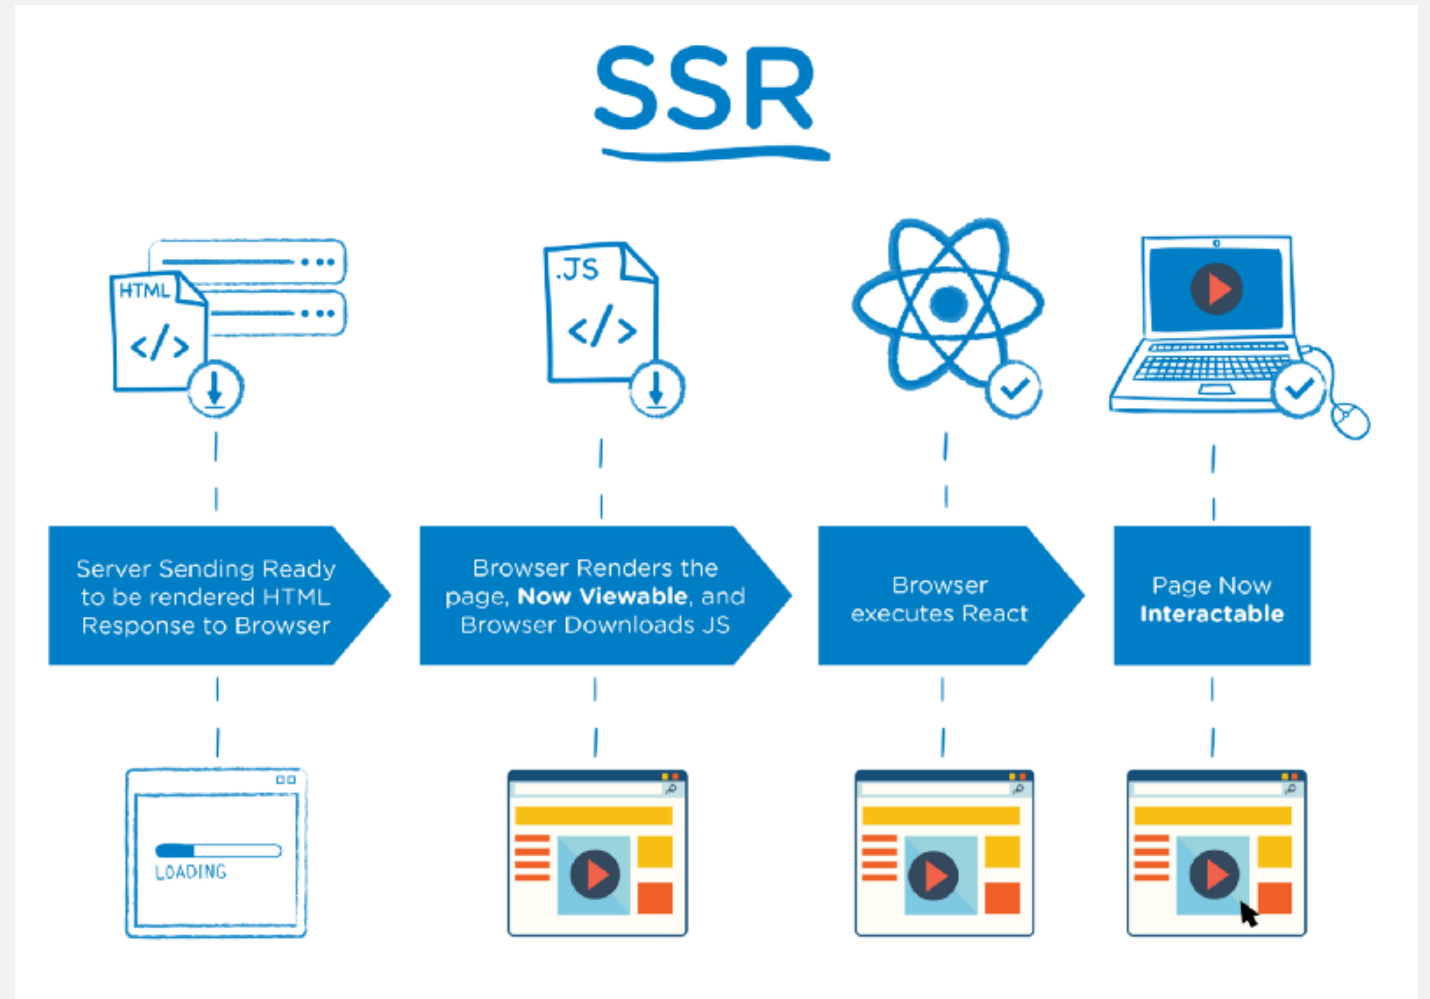 SSR
HTML
</>
.JS
</>
Server Sending Ready
to be rendered HTML
Response to Browser
Browser Renders the
page, Now Viewable, and
Browser Downloads JS
Browser
executes React
Page Now
Interactable
LOADING